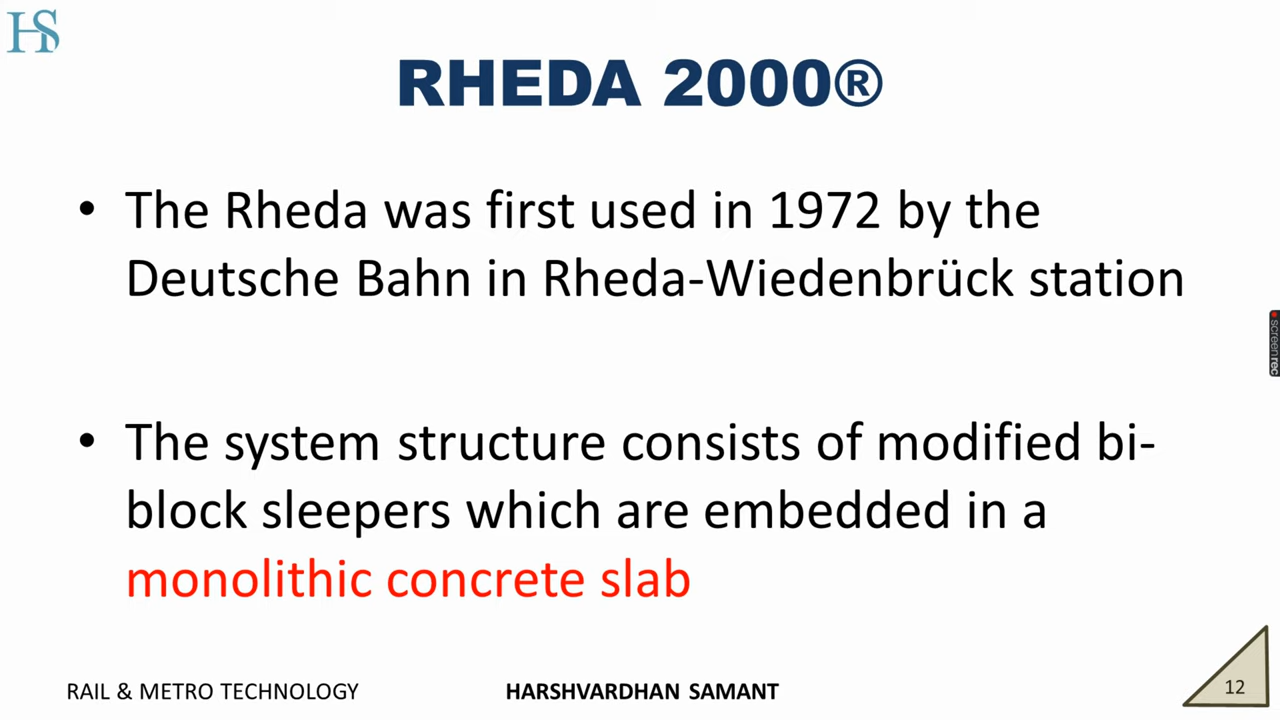 HS
RHEDA 2000®
• The Rheda was first used in 1972 by the
Deutsche Bahn in Rheda-Wiedenbrück station
• The system structure consists of modified bi-
block sleepers which are embedded in a
monolithic concrete slab
screenrec
RAIL & METRO TECHNOLOGY
HARSHVARDHAN SAMANT
12